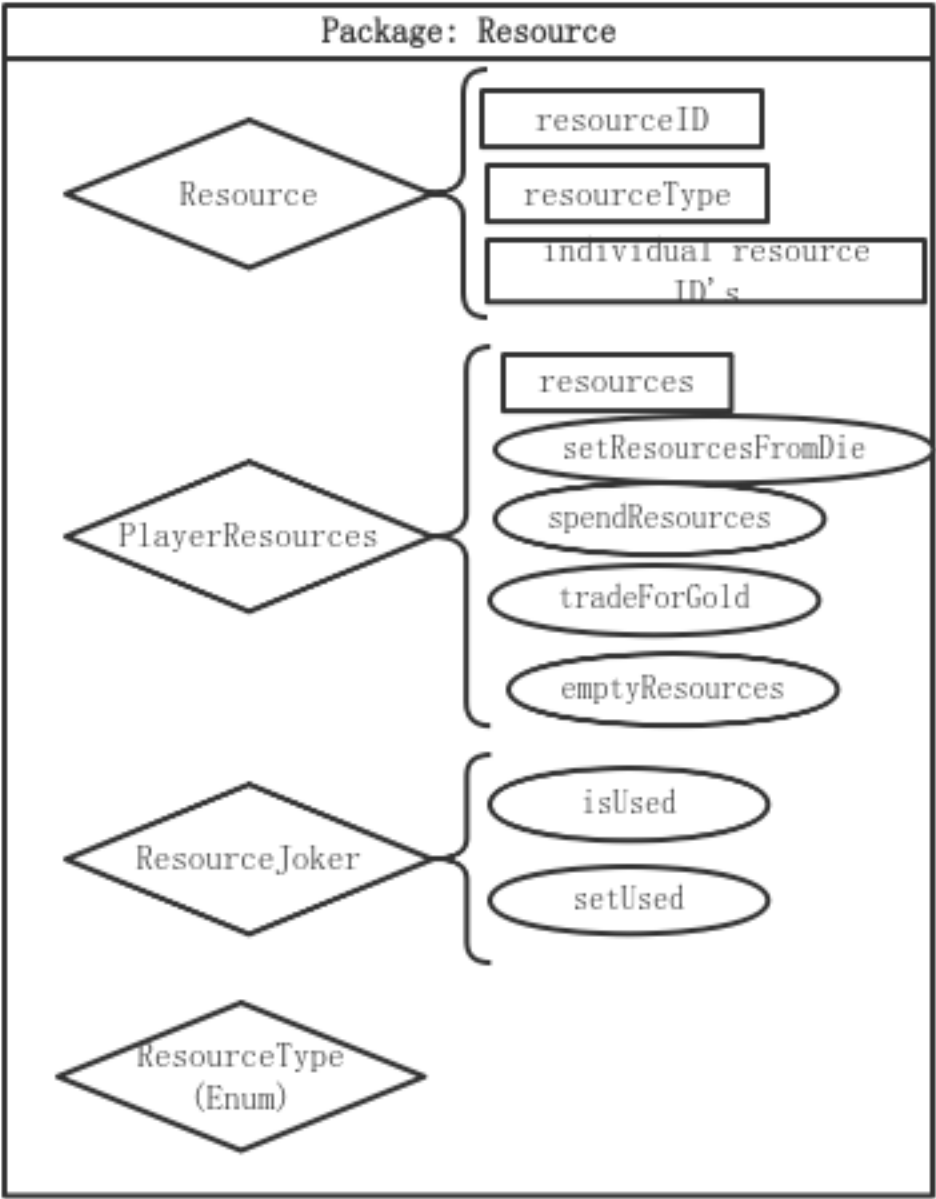 Package: Resource
Resource
resourceID
resourceType
individual resource
ID's
PlayerResources
resources
setResourcesFromDie
spendResources
tradeForGold
emptyResources
ResourceJoker
isUsed
setUsed
ResourceType
(Enum)